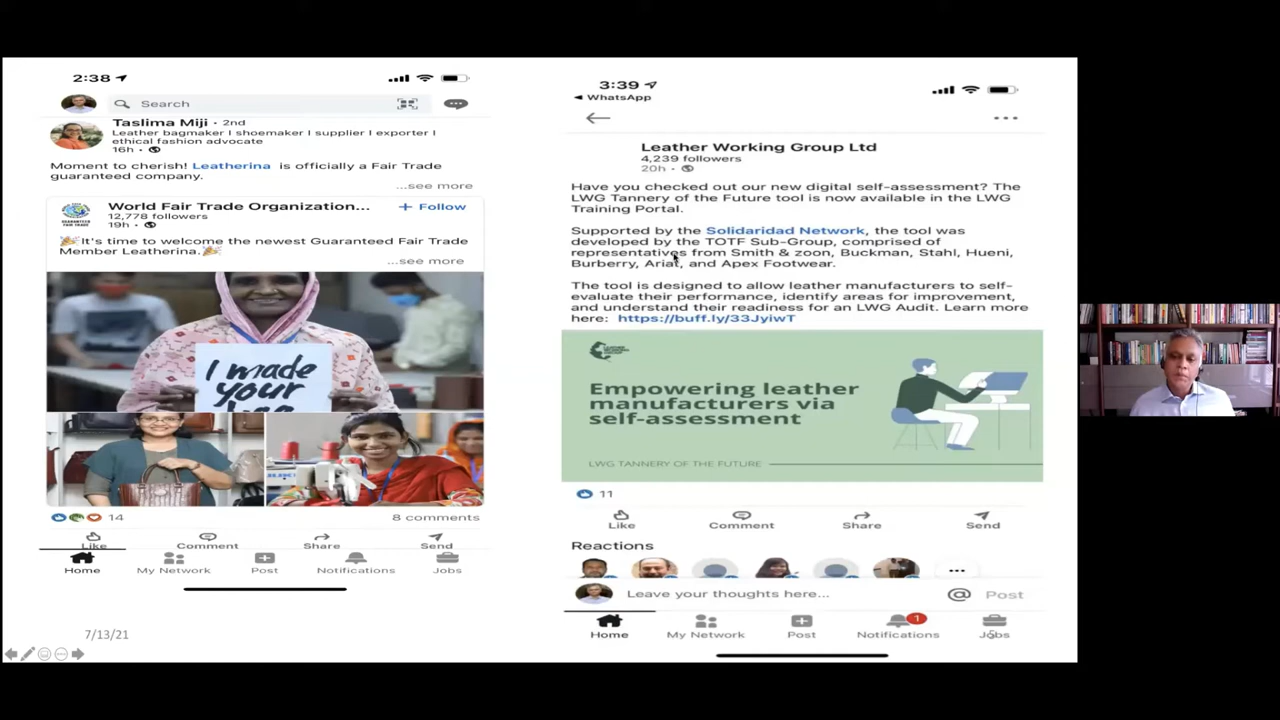 2:38
Search
Taslima Miji • 2nd
Leather bagmaker I shoemaker I supplier I exporter I
ethical fashion advocate
16h •
Moment to cherish! Leatherina is officially a Fair Trade
guaranteed company.
...see more
World Fair Trade Organization...
+ Follow
12,778 followers
19h •
GUARANTEED
FAIR TRADE
It's time to welcome the newest Guaranteed Fair Trade
Member Leatherina.
...see more
I made
your
bag
14
8 comments
Like
Comment
Share
Send
Home
My Network
Post
Notifications
Jobs
7/13/21
3:39
WhatsApp
Leather Working Group Ltd
4,239 followers
20h •
Have you checked out our new digital self-assessment? The
LWG Tannery of the Future tool is now available in the LWG
Training Portal.
Supported by the Solidaridad Network, the tool was
developed by the TOTF Sub-Group, comprised of
representatives from Smith & zoon, Buckman, Stahl, Hueni,
Burberry, Ariat, and Apex Footwear.
The tool is designed to allow leather manufacturers to self-
evaluate their performance, identify areas for improvement,
and understand their readiness for an LWG Audit. Learn more
here: https://buff.ly/33JyiwT
LEATHER
WORKING
GROUP
Empowering leather
manufacturers via
self-assessment
LWG TANNERY OF THE FUTURE
11
Like
Comment
Share
Send
Reactions
...
Leave your thoughts here...
@
Post
1
Home
My Network
Post
Notifications
Jobs
5